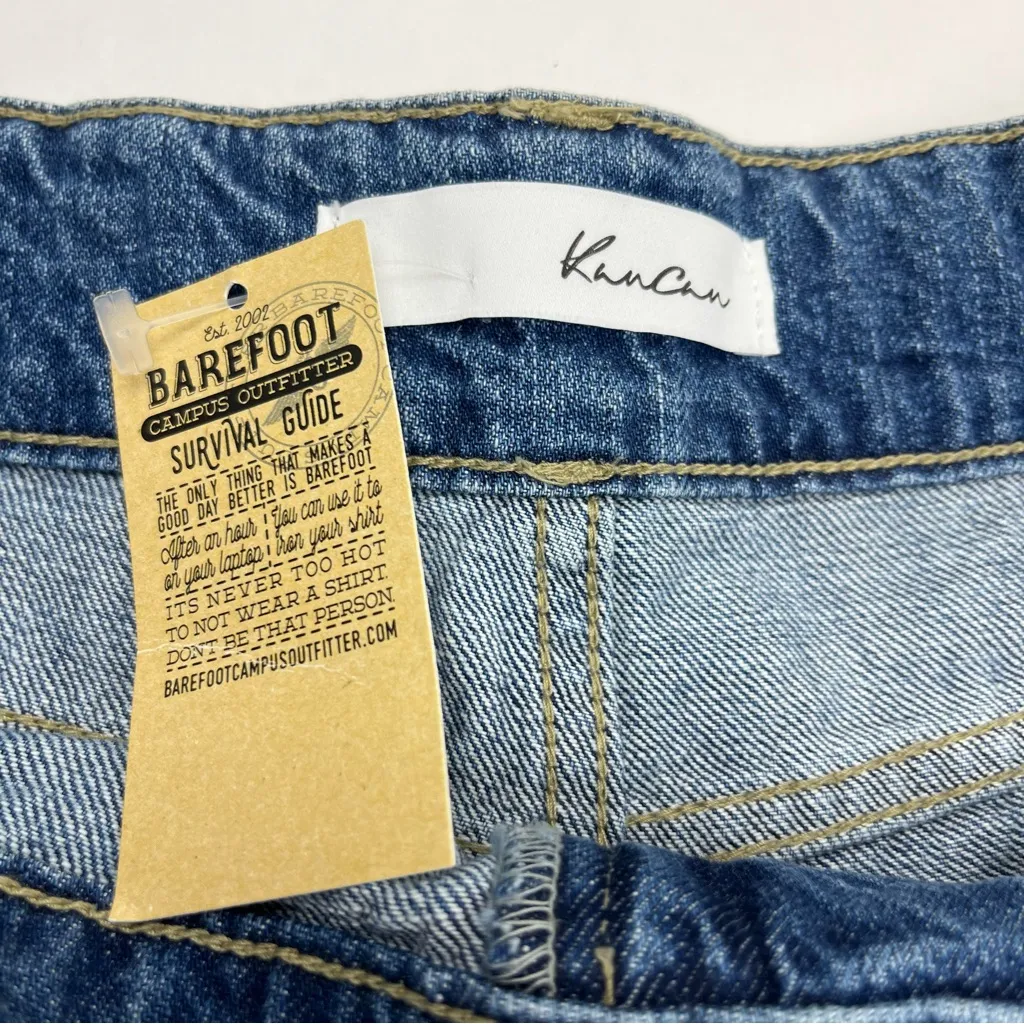 KanCan
Est. 2002
BAREFOOT
CAMPUS OUTFITTER
SURVIVAL GUIDE
THE ONLY THING THAT MAKES A
GOOD DAY BETTER IS BAREFOOT
After an hour
on your laptop
You can use it to
iron your shirt
ITS NEVER TOO HOT
TO NOT WEAR A SHIRT.
DON'T BE THAT PERSON.
BAREFOOTCAMPUSOUTFITTER.COM